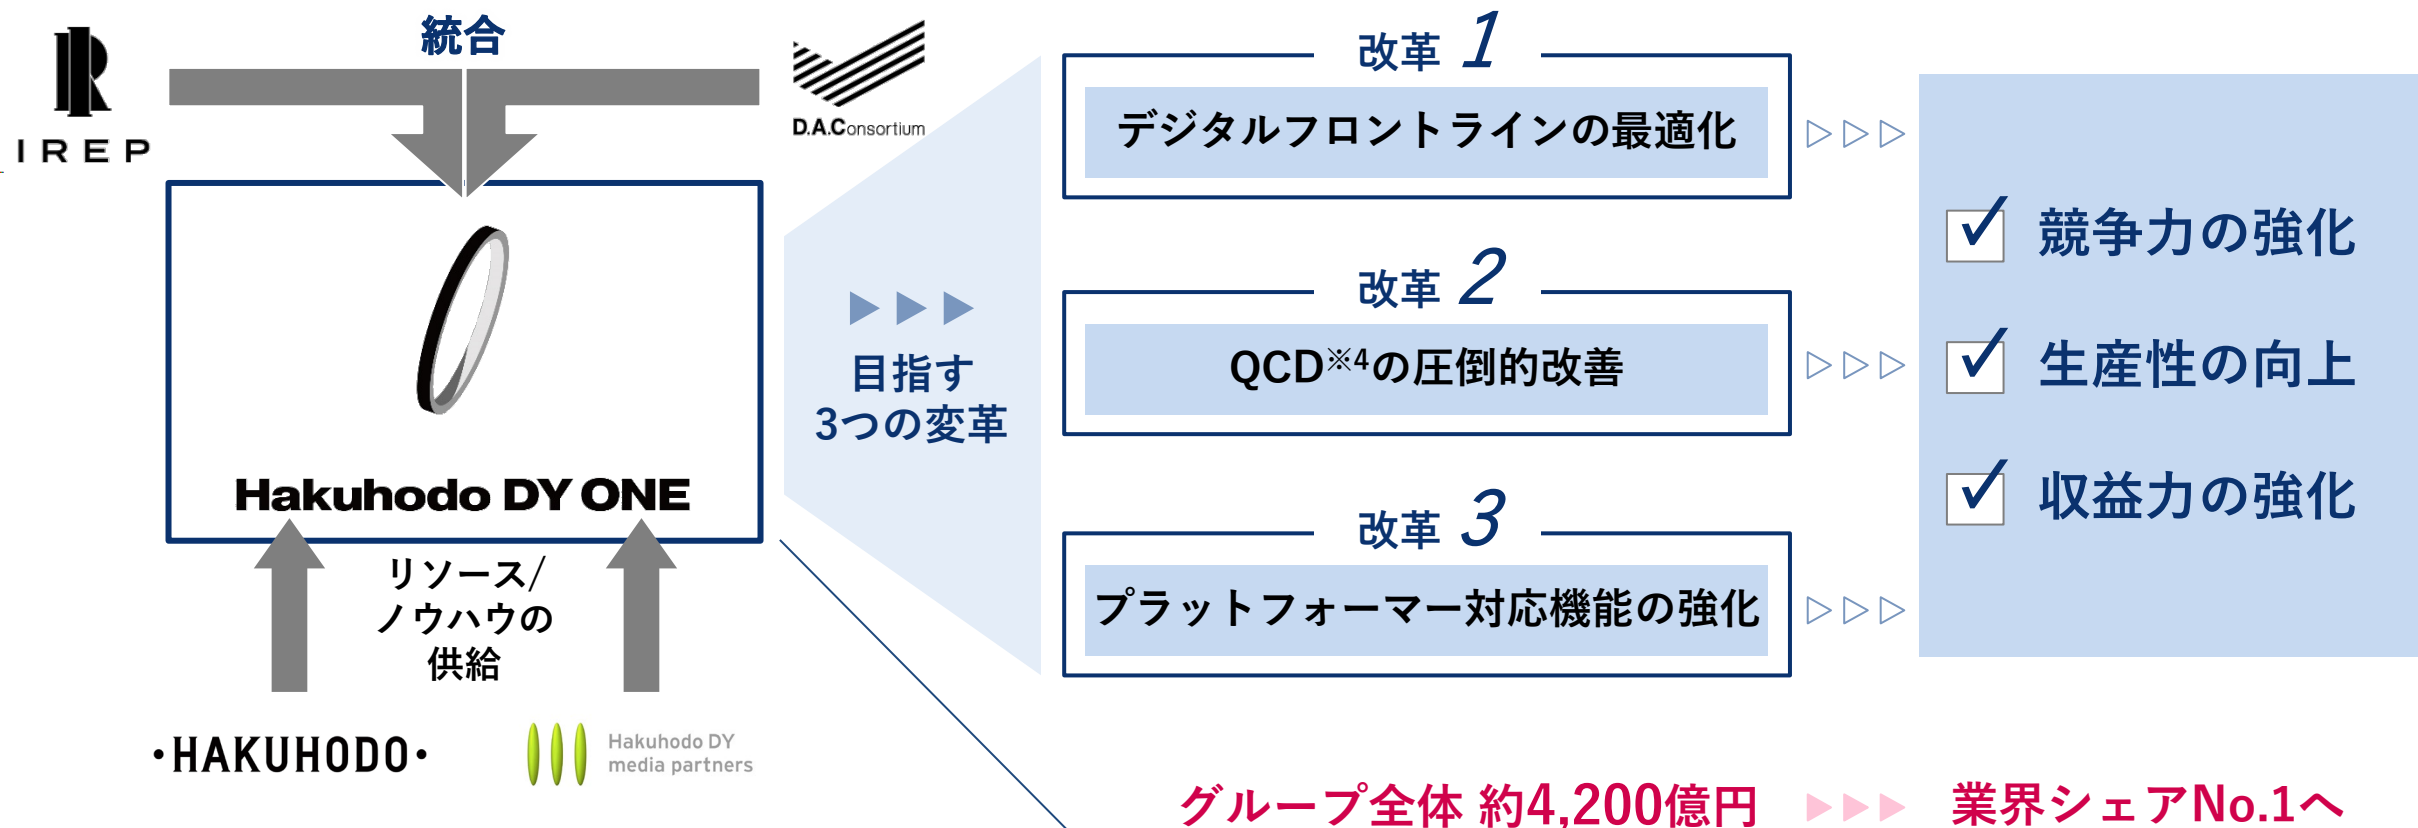 統合
IREP
D.A.Consortium
Hakuhodo DY ONE
リソース/
ノウハウの
供給
・HAKUHODO・
Hakuhodo DY
media partners
目指す
3つの変革
改革 1
デジタルフロントラインの最適化
改革 2
QCD※4の圧倒的改善
改革 3
プラットフォーマー対応機能の強化
競争力の強化
生産性の向上
収益力の強化
グループ全体 約4,200億円
業界シェアNo.1へ